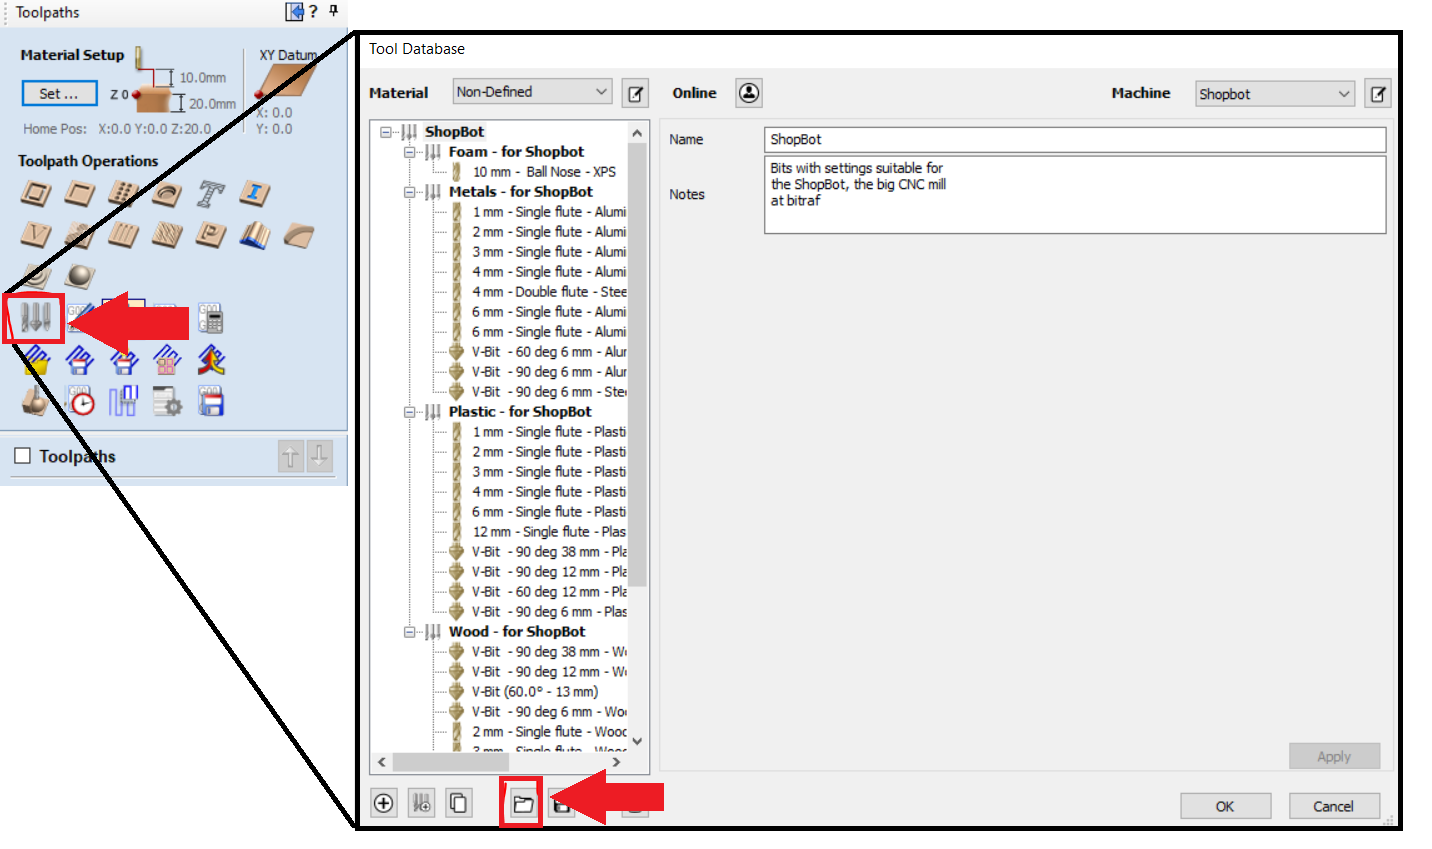 Toolpaths
?
Material Setup
XY Datum
10.0mm
Set ...
Z 0
20.0mm
X: 0.0
Home Pos: X:0.0 Y:0.0 Z:20.0
Y: 0.0
Toolpath Operations
Toolpaths
Tool Database
Material
Non-Defined
Online
Machine
Shopbot
ShopBot
Foam - for Shopbot
10 mm - Ball Nose - XPS
Metals - for ShopBot
1 mm - Single flute - Alumi
2 mm - Single flute - Alumi
3 mm - Single flute - Alumi
4 mm - Single flute - Alumi
4 mm - Double flute - Stee
6 mm - Single flute - Alumi
6 mm - Single flute - Alumi
V-Bit - 60 deg 6 mm - Alur
V-Bit - 90 deg 6 mm - Alur
V-Bit - 90 deg 6 mm - Stee
Plastic - for ShopBot
1 mm - Single flute - Plasti
2 mm - Single flute - Plasti
3 mm - Single flute - Plasti
4 mm - Single flute - Plasti
6 mm - Single flute - Plasti
12 mm - Single flute - Plas
V-Bit - 90 deg 38 mm - Pla
V-Bit - 90 deg 12 mm - Pla
V-Bit - 60 deg 12 mm - Pla
V-Bit - 90 deg 6 mm - Plas
Wood - for ShopBot
V-Bit - 90 deg 38 mm - Wo
V-Bit - 90 deg 12 mm - Wo
V-Bit (60.0° - 13 mm)
V-Bit - 90 deg 6 mm - Woo
2 mm - Single flute - Wood
3 mm - Single flute - Wood
Name
ShopBot
Notes
Bits with settings suitable for
the ShopBot, the big CNC mill
at bitraf
Apply
OK
Cancel